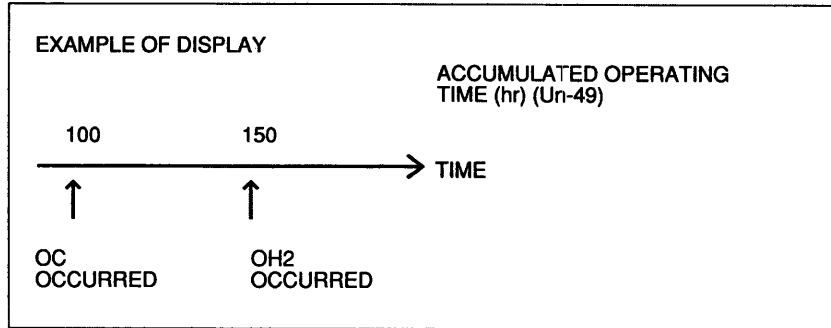 EXAMPLE OF DISPLAY
ACCUMULATED OPERATING
TIME (hr) (Un-49)
100 150
TIME
OC
OCCURRED
OH2
OCCURRED